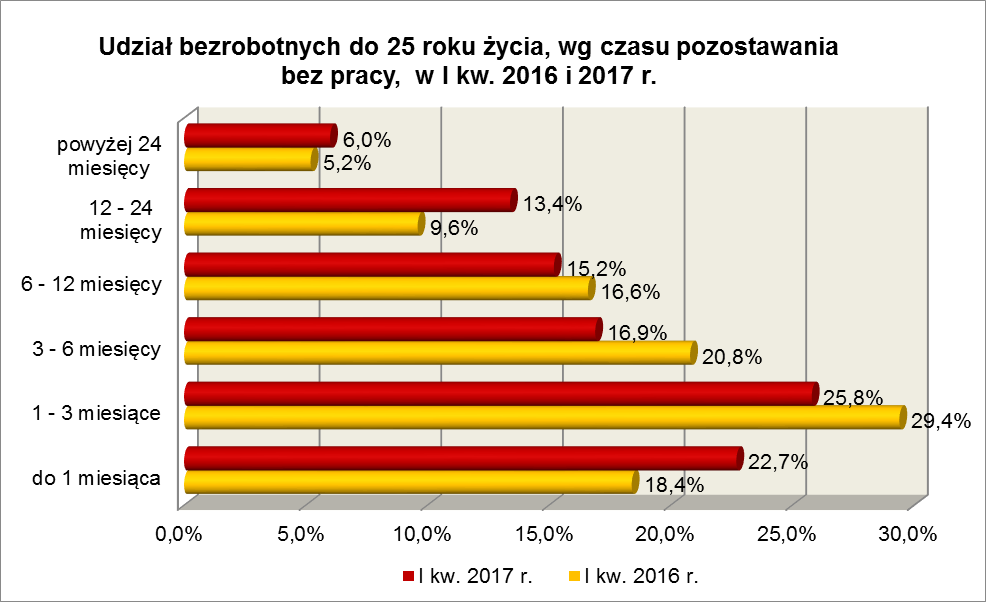 Udział bezrobotnych do 25 roku życia, wg czasu pozostawania
bez pracy, w I kw. 2016 i 2017 r.
powyżej 24
miesięcy
6,0%
5,2%
12 - 24
miesięcy
13,4%
9,6%
6 - 12 miesięcy
15,2%
16,6%
3 - 6 miesięcy
16,9%
20,8%
1 - 3 miesiące
25,8%
29,4%
do 1 miesiąca
22,7%
18,4%
0,0% 5,0% 10,0% 15,0% 20,0% 25,0% 30,0%
I kw. 2017 r. I kw. 2016 r.